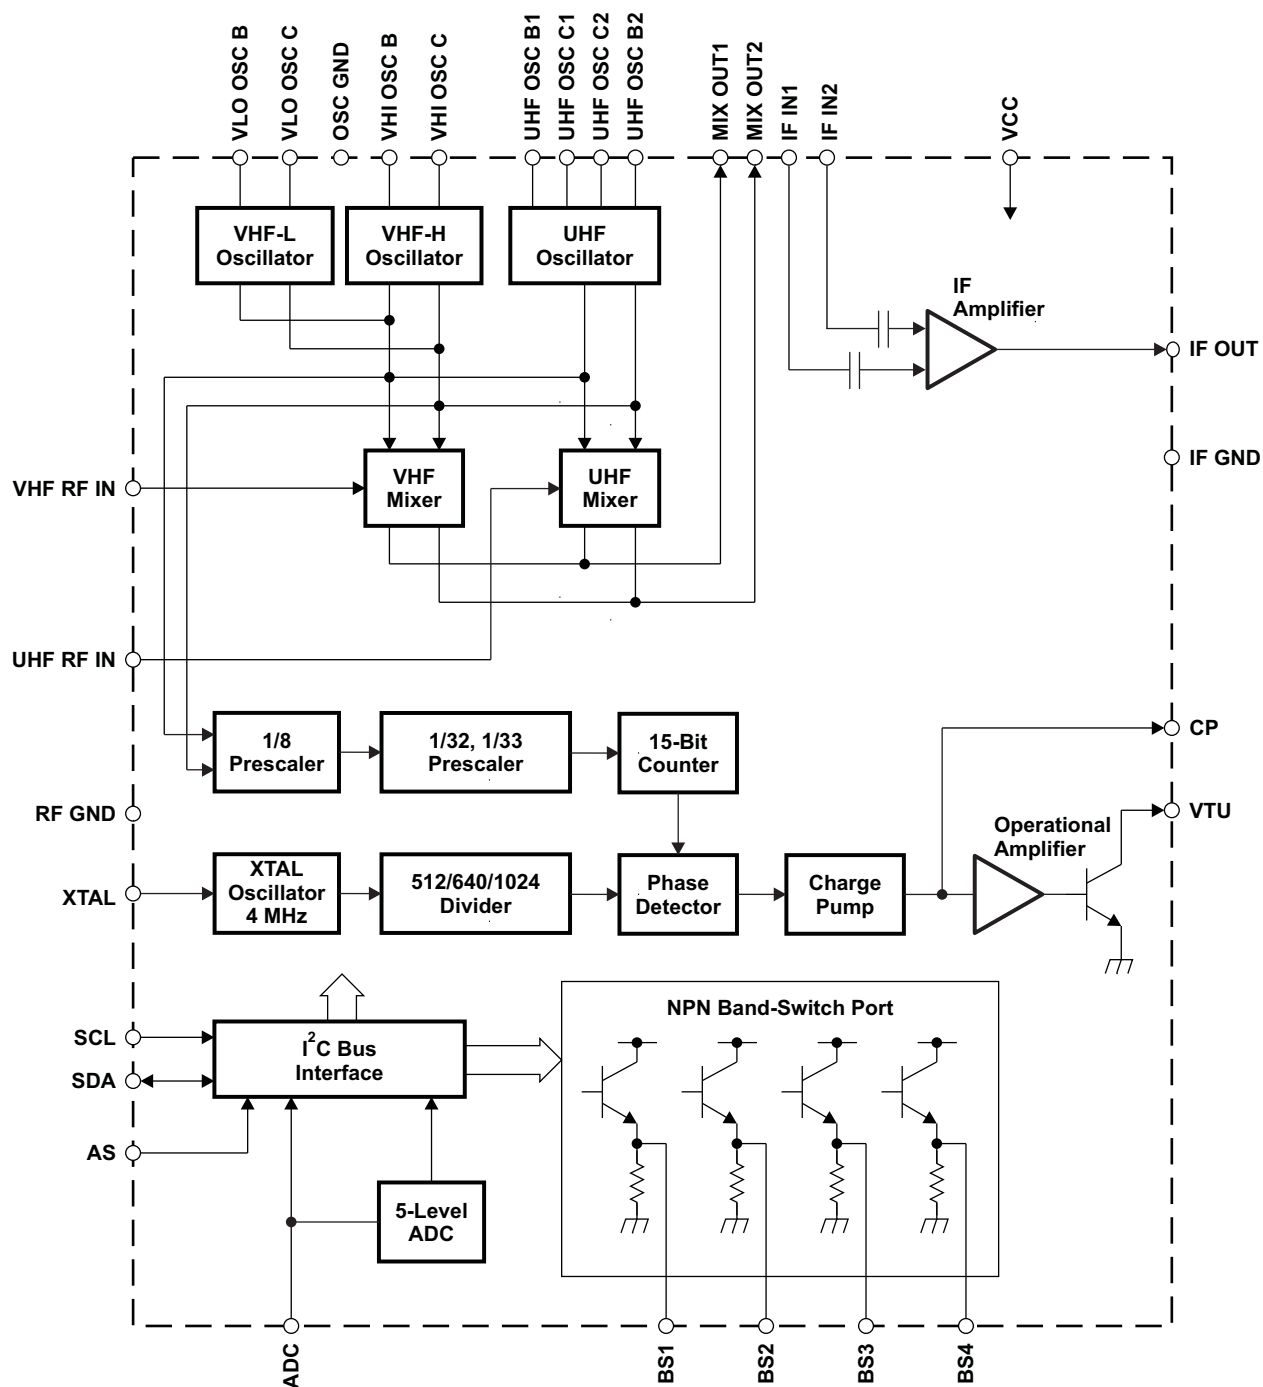 VLO OSC B
VLO OSC C
OSC GND
VHI OSC B
VHI OSC C
UHF OSC B1
UHF OSC C1
UHF OSC C2
UHF OSC B2
MIX OUT1
MIX OUT2
IF IN1
IF IN2
VCC
VHF-L
Oscillator
VHF-H
Oscillator
UHF
Oscillator
IF
Amplifier
IF OUT
IF GND
VHF RF IN
VHF
Mixer
UHF
Mixer
UHF RF IN
1/8
Prescaler
1/32, 1/33
Prescaler
15-Bit
Counter
CP
RF GND
VTU
Operational
Amplifier
XTAL
XTAL
Oscillator
4 MHz
512/640/1024
Divider
Phase
Detector
Charge
Pump
NPN Band-Switch Port
SCL
SDA
I²C Bus
Interface
AS
5-Level
ADC
ADC
BS1
BS2
BS3
BS4